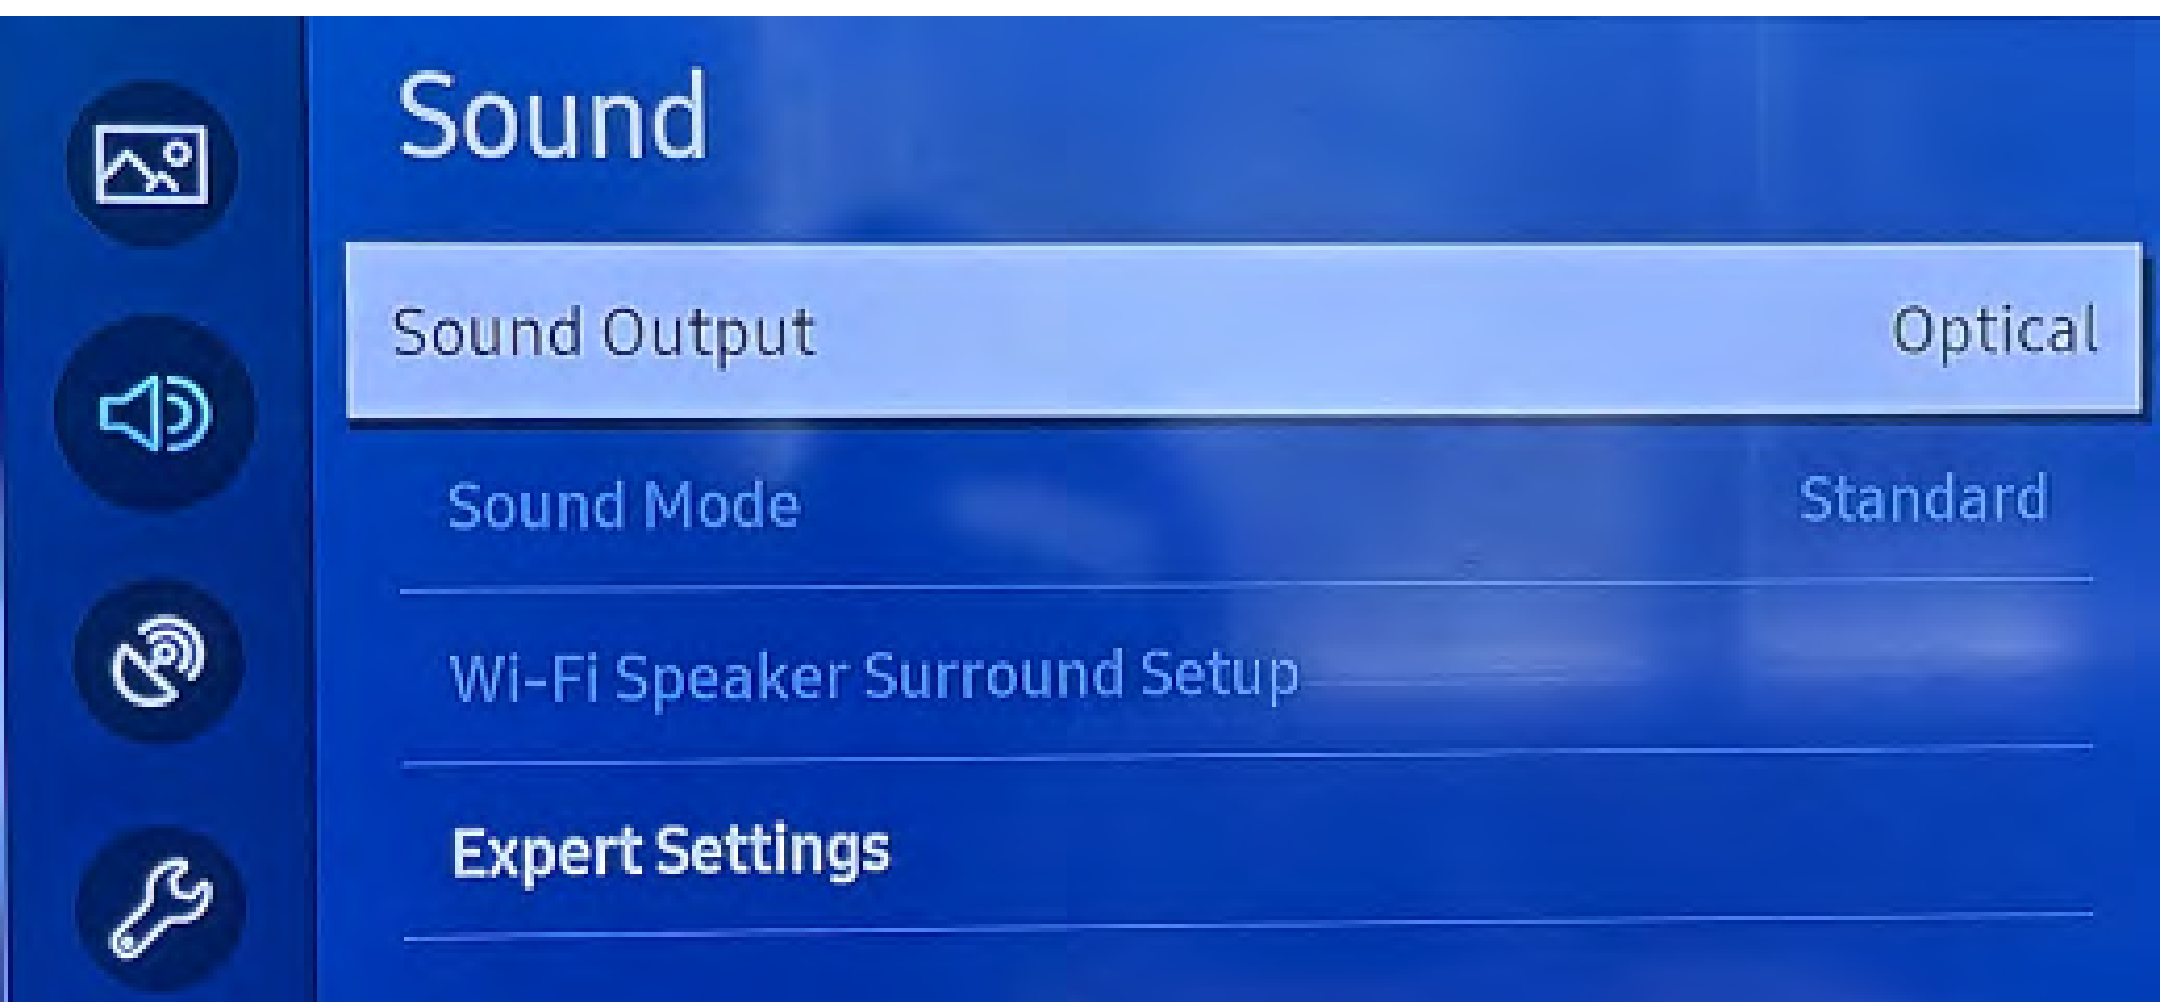 Sound
Sound Output Optical
Sound Mode Standard
Wi-Fi Speaker Surround Setup
Expert Settings